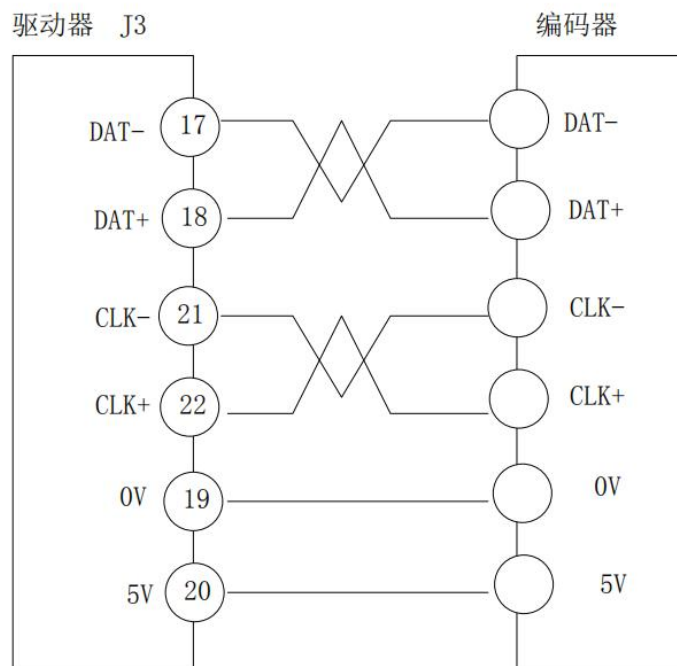 驱动器 J3 编码器
DAT- 17 DAT-
DAT+ 18 DAT+
CLK- 21 CLK-
CLK+ 22 CLK+
0V 19 0V
5V 20 5V